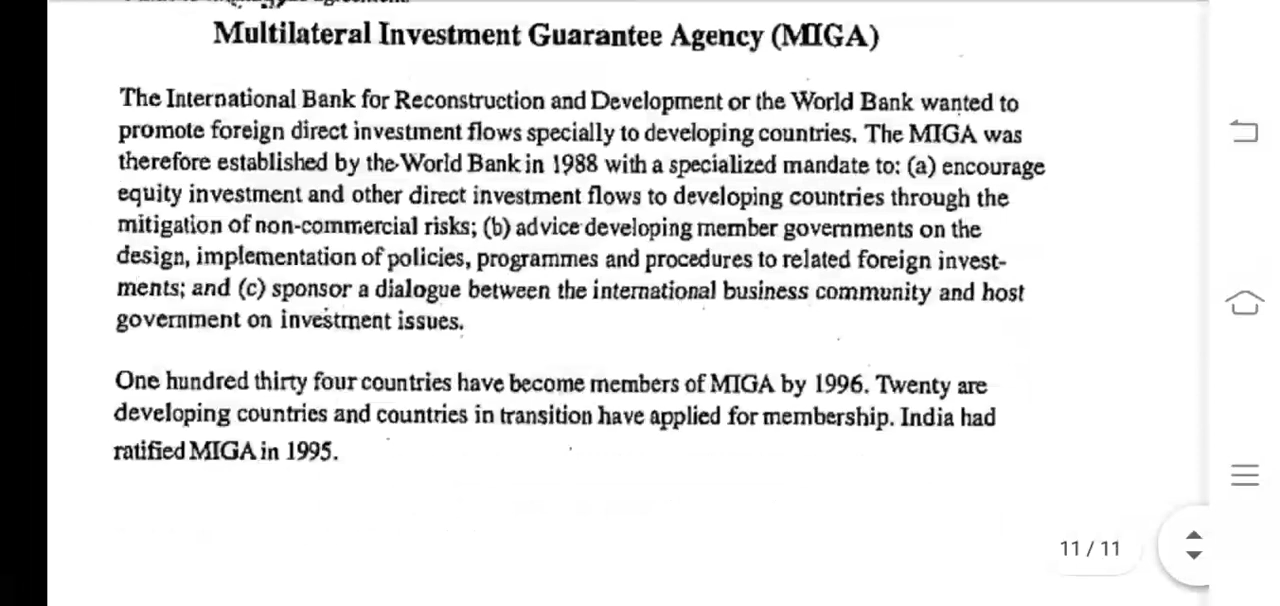 Multilateral Investment Guarantee Agency (MIGA)
The International Bank for Reconstruction and Development or the World Bank wanted to
promote foreign direct investment flows specially to developing countries. The MIGA was
therefore established by the World Bank in 1988 with a specialized mandate to: (a) encourage
equity investment and other direct investment flows to developing countries through the
mitigation of non-commercial risks; (b) advice developing member governments on the
design, implementation of policies, programmes and procedures to related foreign invest-
ments; and (c) sponsor a dialogue between the international business community and host
government on investment issues.
One hundred thirty four countries have become members of MIGA by 1996. Twenty are
developing countries and countries in transition have applied for membership. India had
ratified MIGA in 1995.
11 / 11